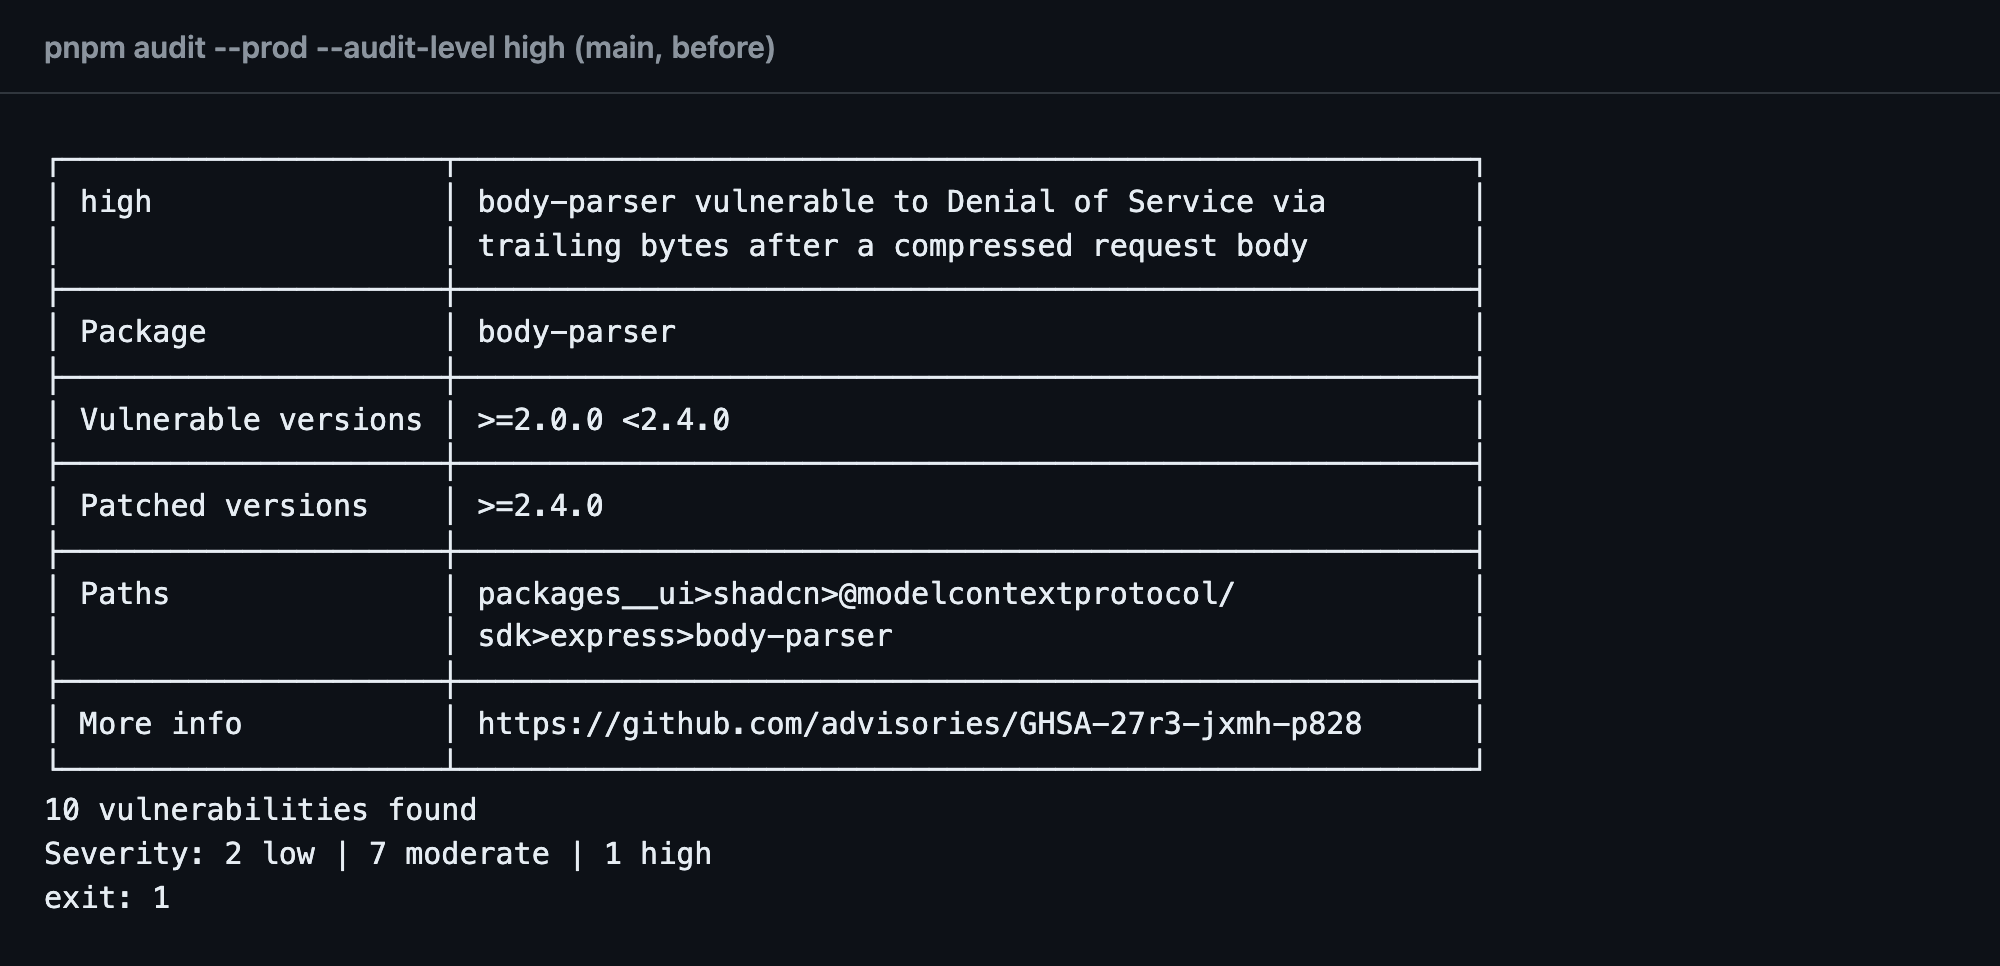 pnpm audit --prod --audit-level high (main, before)
high
body-parser vulnerable to Denial of Service via
trailing bytes after a compressed request body
Package
body-parser
Vulnerable versions
>=2.0.0 <2.4.0
Patched versions
>=2.4.0
Paths
packages__ui>shadcn>@modelcontextprotocol/
sdk>express>body-parser
More info
https://github.com/advisories/GHSA-27r3-jxmh-p828
10 vulnerabilities found
Severity: 2 low | 7 moderate | 1 high
exit: 1